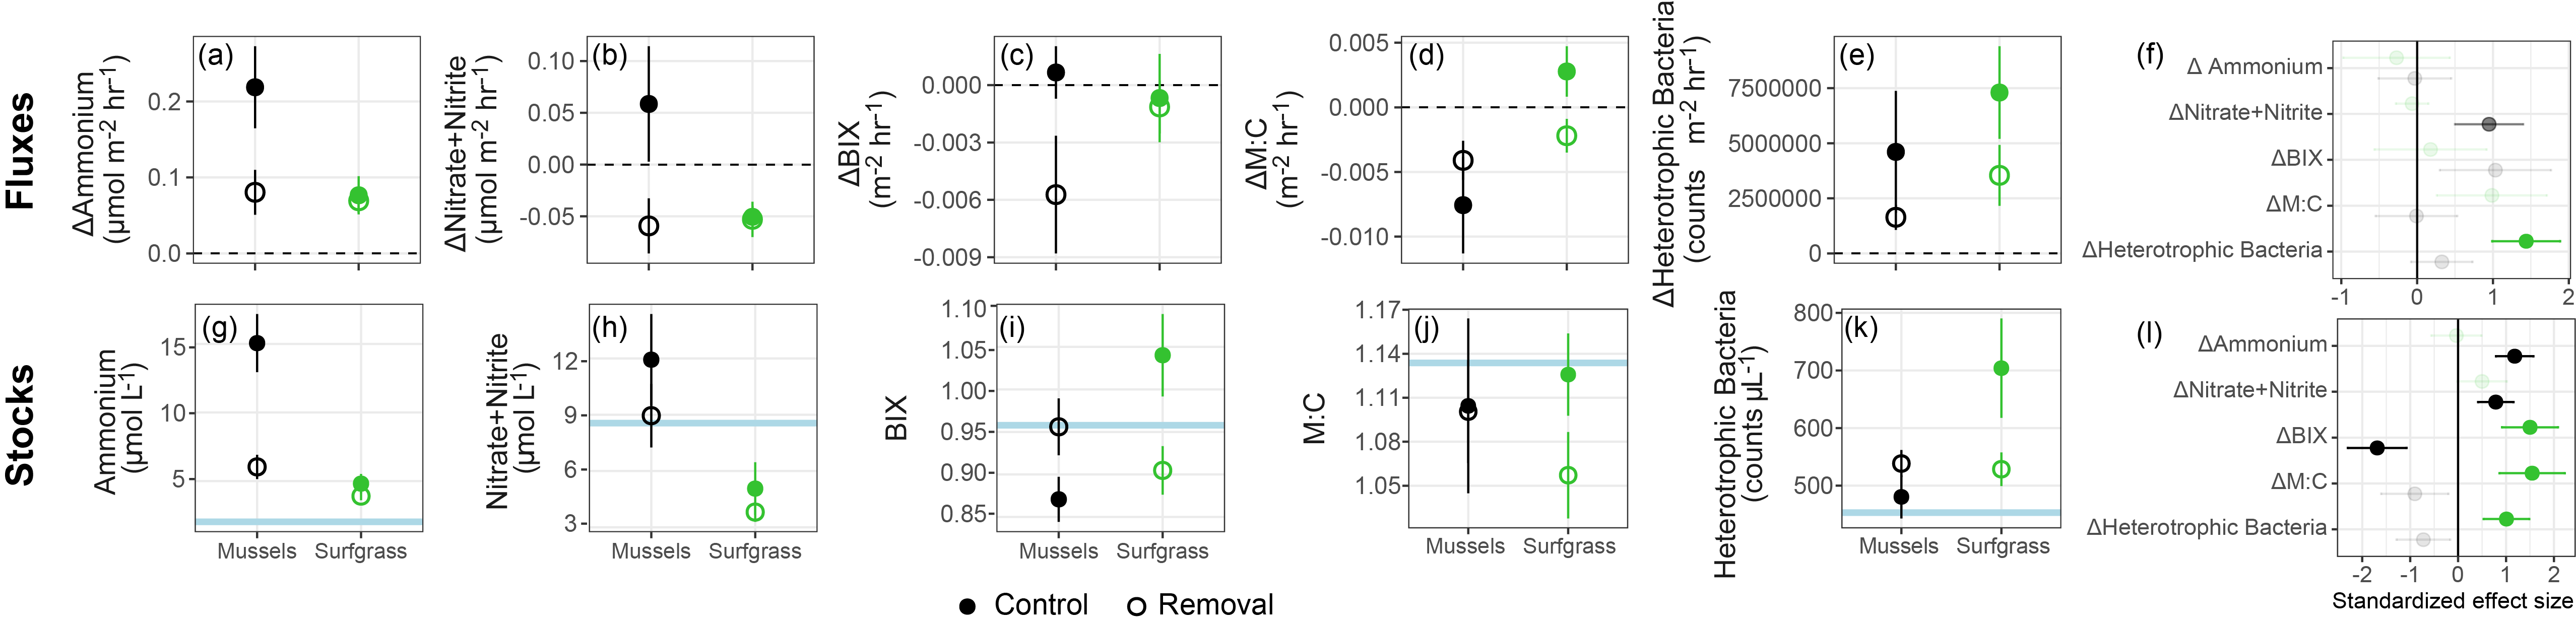 Fluxes
(a)
ΔAmmonium
(μmol m-2 hr-1)
0.2
0.1
0.0
(b)
ΔNitrate+Nitrite
(μmol m-2 hr-1)
0.10
0.05
0.00
-0.05
(c)
ΔBIX
(m-2 hr-1)
0.000
-0.003
-0.006
-0.009
(d)
ΔM:C
(m-2 hr-1)
0.005
0.000
-0.005
-0.010
(e)
ΔHeterotrophic Bacteria
(counts m-2 hr-1)
7500000
5000000
2500000
0
(f)
Δ Ammonium
ΔNitrate+Nitrite
ΔBIX
ΔM:C
ΔHeterotrophic Bacteria
-1 0 1 2
Stocks
(g)
Ammonium
(μmol L-1)
15
10
5
Mussels Surfgrass
(h)
Nitrate+Nitrite
(μmol L-1)
12
9
6
3
Mussels Surfgrass
(i)
BIX
1.10
1.05
1.00
0.95
0.90
0.85
Mussels Surfgrass
(j)
M:C
1.17
1.14
1.11
1.08
1.05
Mussels Surfgrass
(k)
Heterotrophic Bacteria
(counts μL-1)
800
700
600
500
Mussels Surfgrass
(l)
ΔAmmonium
ΔNitrate+Nitrite
ΔBIX
ΔM:C
ΔHeterotrophic Bacteria
-2 -1 0 1 2
Standardized effect size
Control Removal